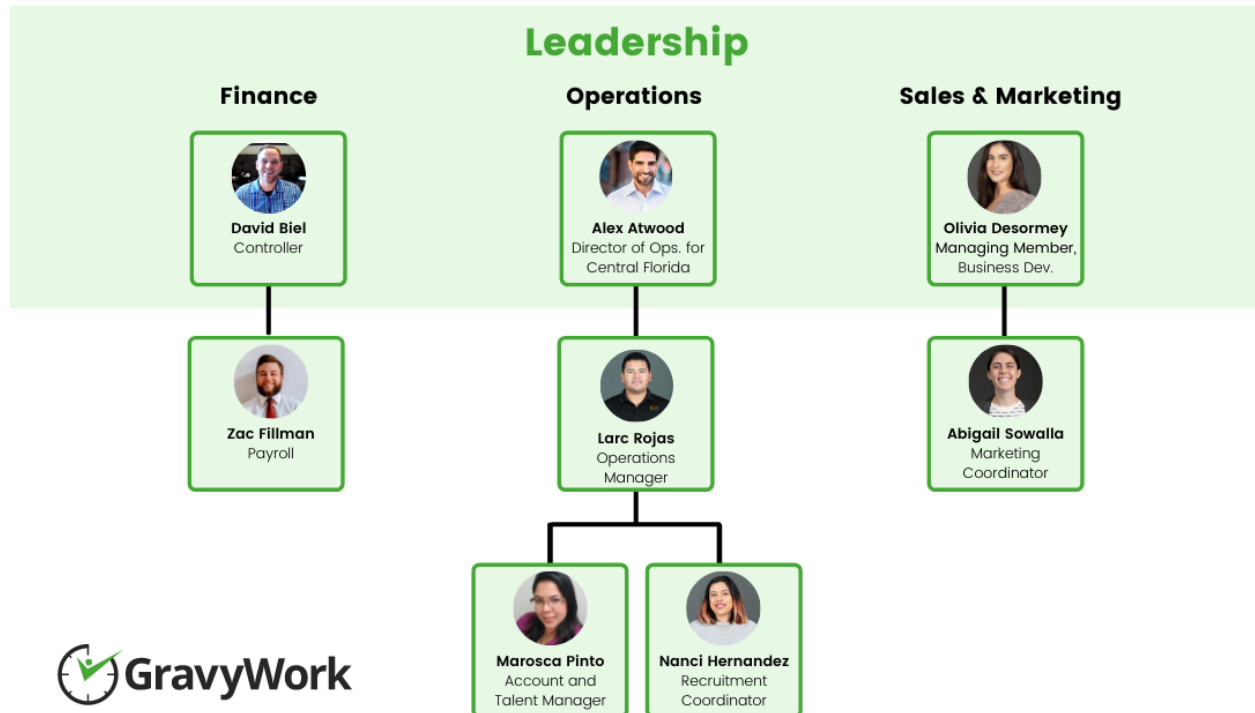 Leadership
Finance
Operations
Sales & Marketing
David Biel
Controller
Alex Atwood
Director of Ops. for
Central Florida
Olivia Desormey
Managing Member,
Business Dev.
Zac Fillman
Payroll
Larc Rojas
Operations
Manager
Abigail Sowalla
Marketing
Coordinator
Marosca Pinto
Account and
Talent Manager
Nanci Hernandez
Recruitment
Coordinator
GravyWork